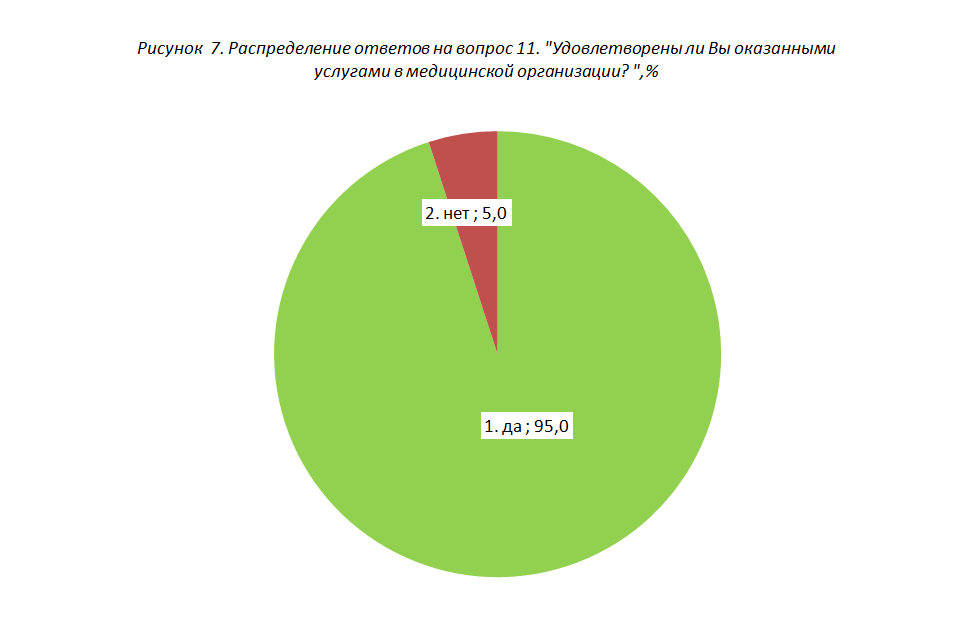 Рисунок 7. Распределение ответов на вопрос 11. "Удовлетворены ли Вы оказанными
услугами в медицинской организации? ",%
2. нет ; 5,0
1. да ; 95,0